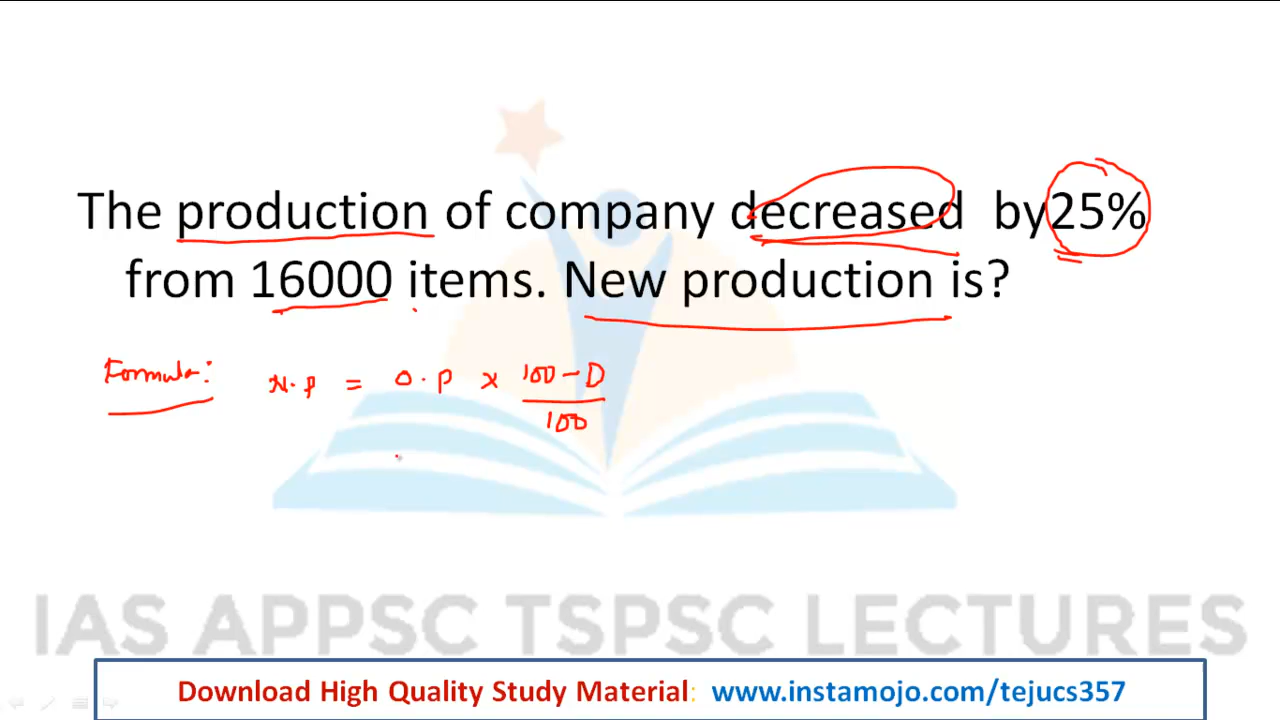 The production of company decreased by 25%
from 16000 items. New production is?
Formula:
N.P = O.P × 100-D
100
IAS APPSC TSPSC LECTURES
Download High Quality Study Material: www.instamojo.com/tejucs357